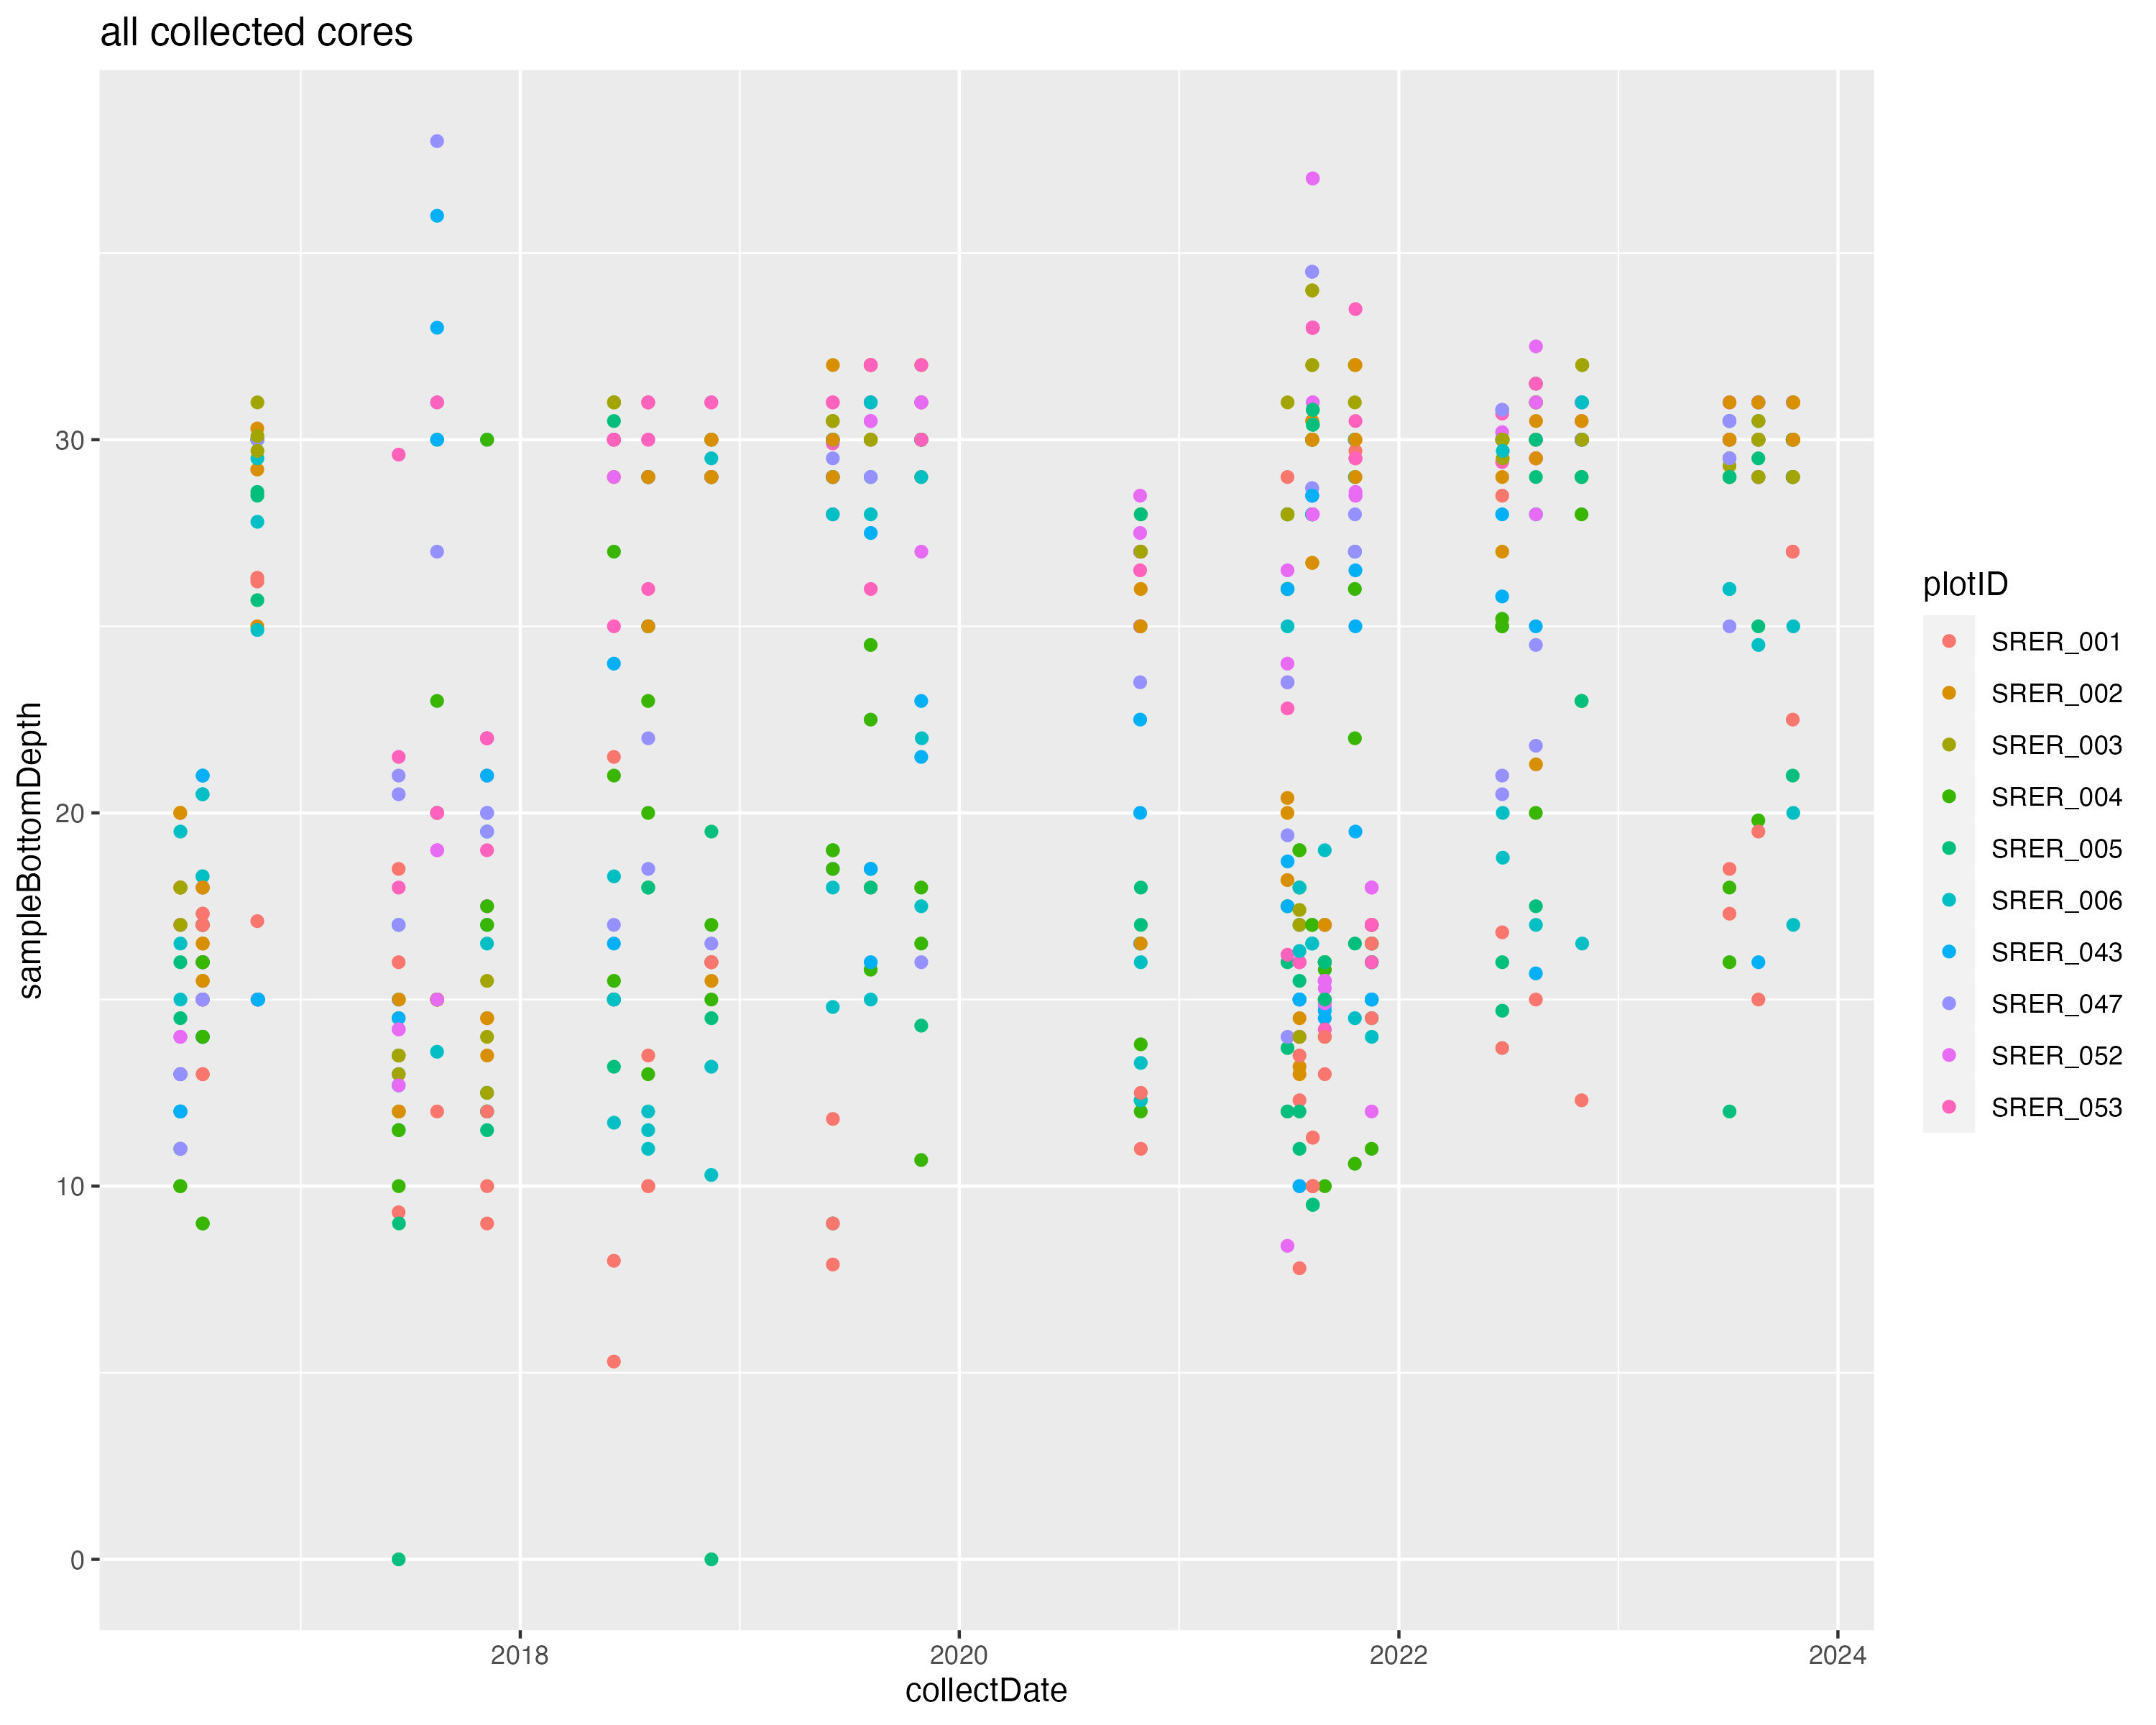 all collected cores
sampleBottomDepth
30
20
10
0
2018
2020
2022
2024
collectDate
plotID
SRER_001
SRER_002
SRER_003
SRER_004
SRER_005
SRER_006
SRER_043
SRER_047
SRER_052
SRER_053